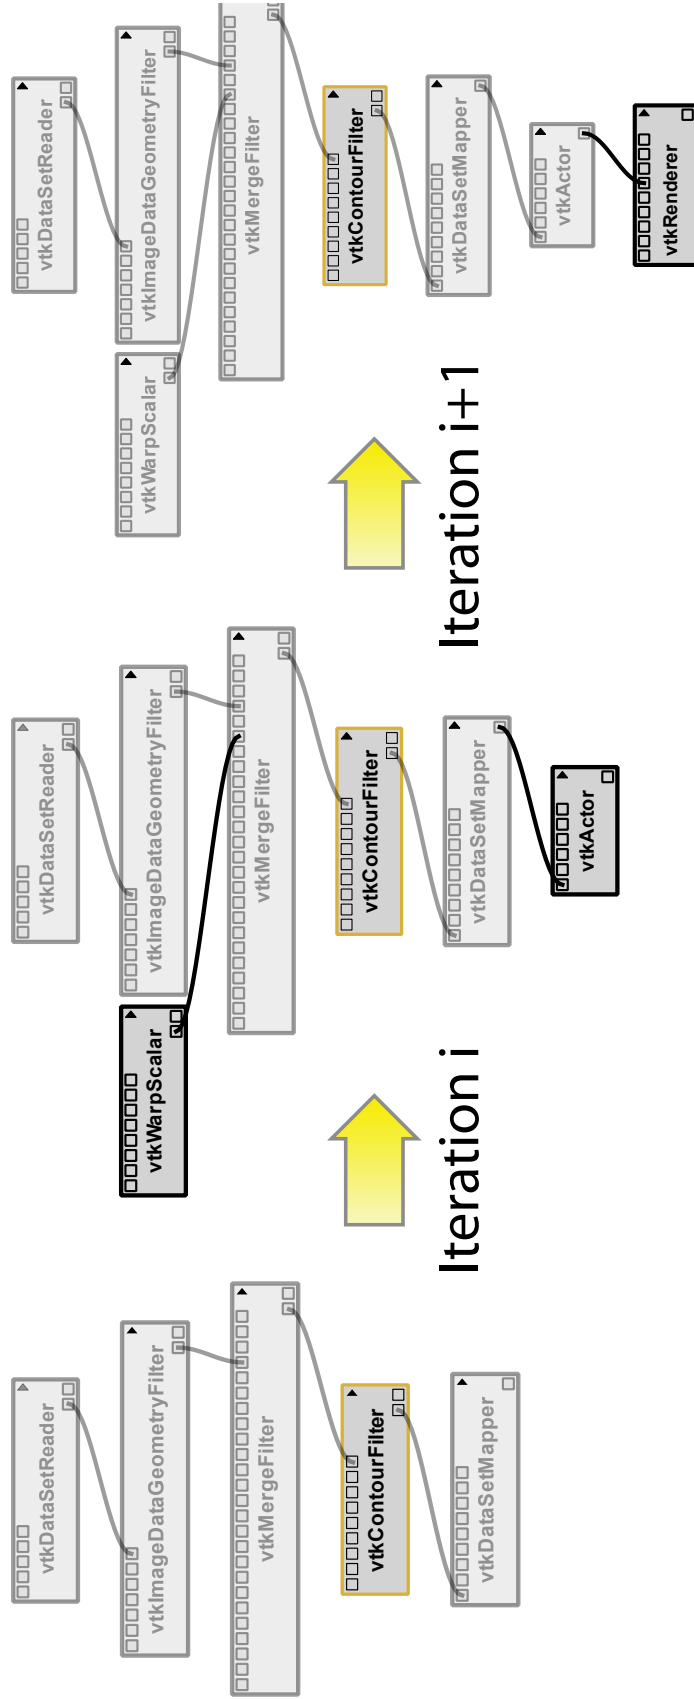 vtkDataSetReader
vtkImageDataGeometryFilter
vtkMergeFilter
vtkContourFilter
vtkDataSetMapper
Iteration i
vtkDataSetReader
vtkWarpScalar
vtkImageDataGeometryFilter
vtkMergeFilter
vtkContourFilter
vtkDataSetMapper
vtkActor
Iteration i+1
vtkDataSetReader
vtkWarpScalar
vtkImageDataGeometryFilter
vtkMergeFilter
vtkContourFilter
vtkDataSetMapper
vtkActor
vtkRenderer